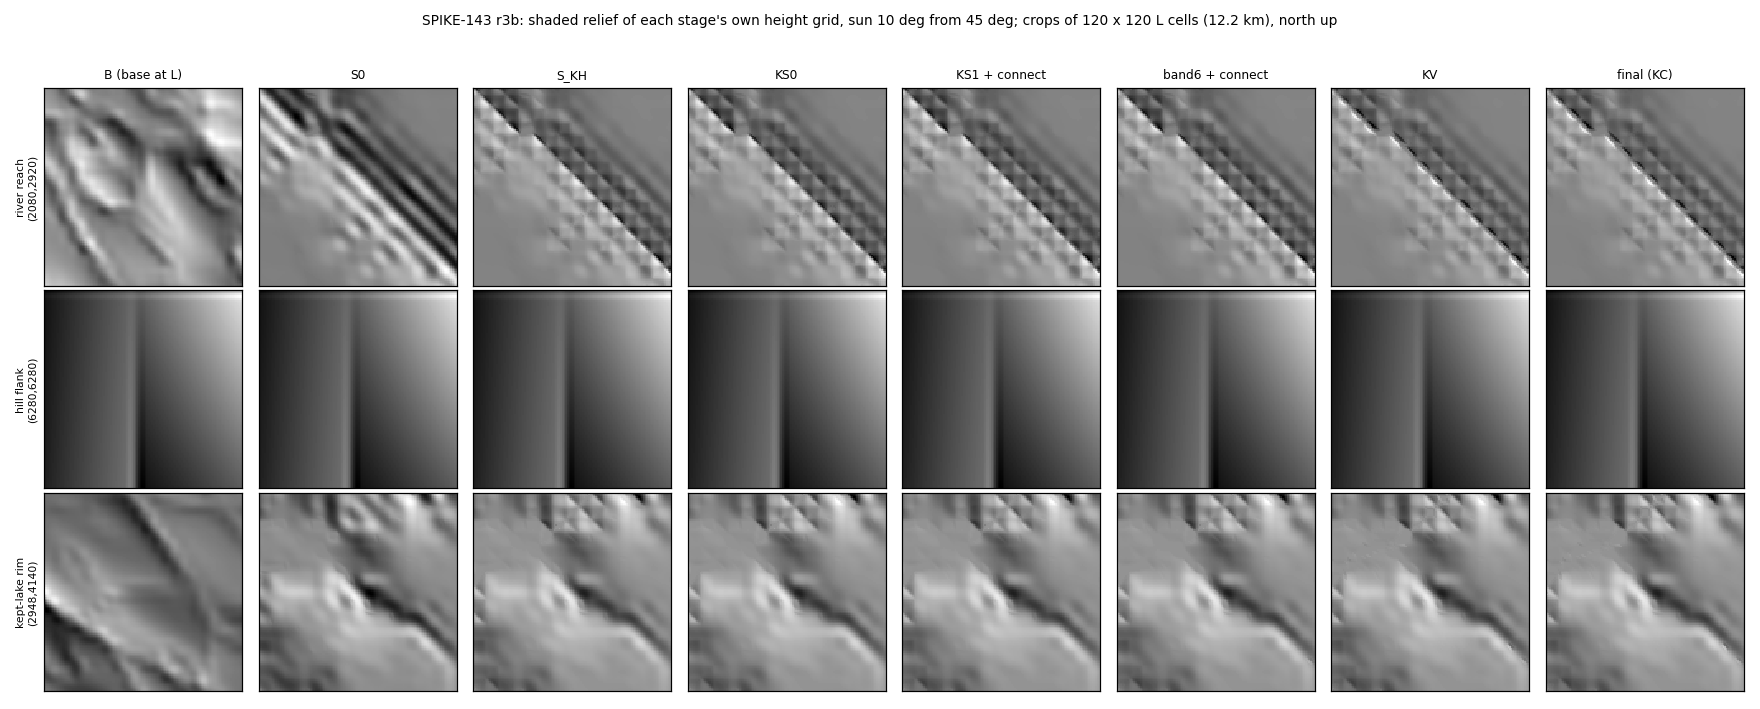 SPIKE-143 r3b: shaded relief of each stage's own height grid, sun 10 deg from 45 deg; crops of 120 x 120 L cells (12.2 km), north up
B (base at L)
S0
S_KH
KS0
KS1 + connect
band6 + connect
KV
final (KC)
river reach
(2080,2920)
hill flank
(6280,6280)
kept-lake rim
(2948,4140)